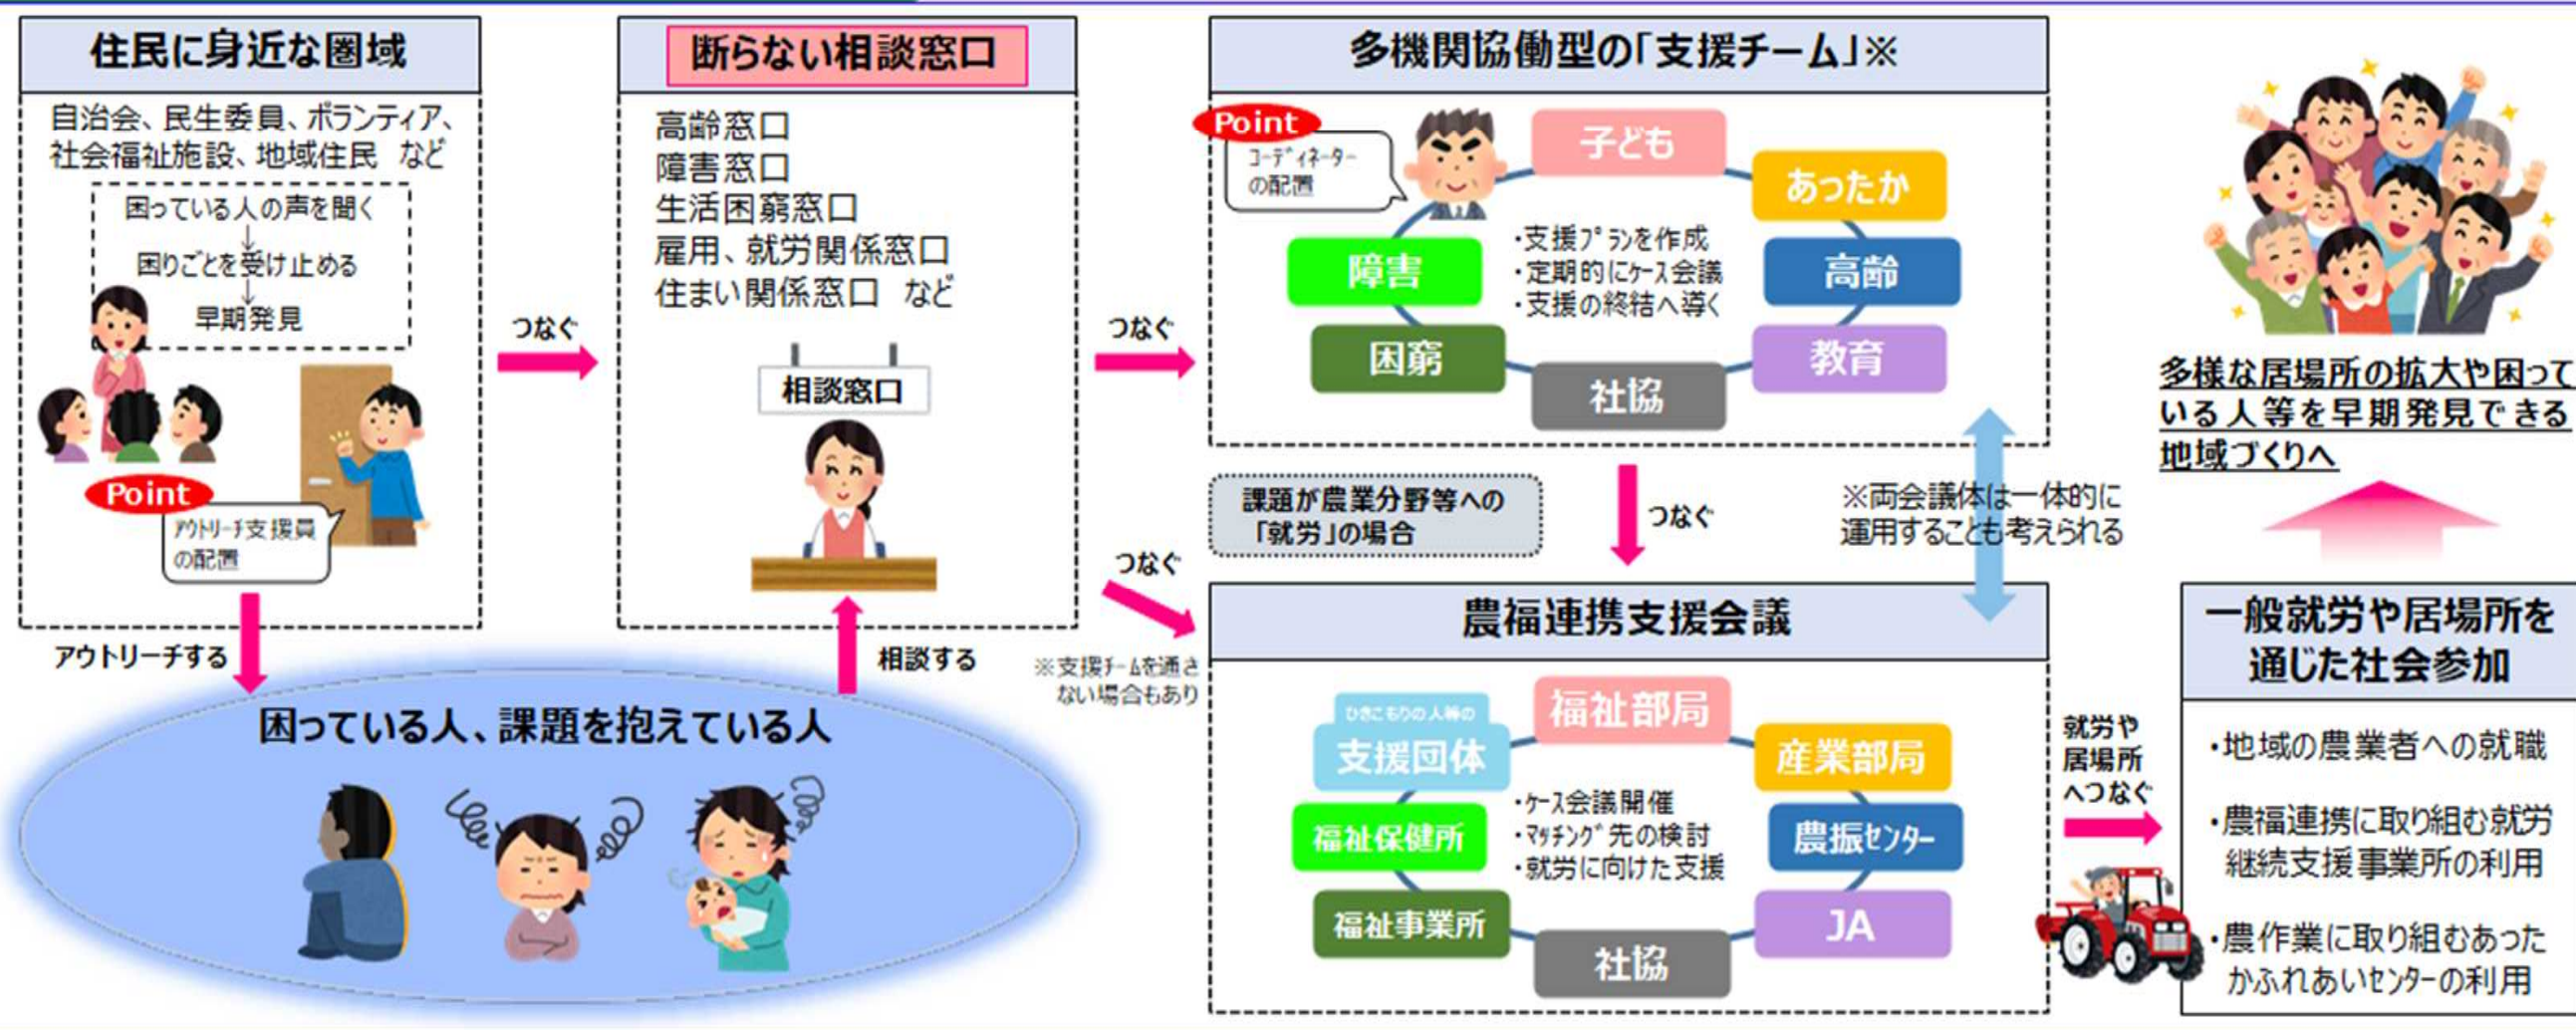 住民に身近な圏域
自治会、民生委員、ボランティア、
社会福祉施設、地域住民 など
困っている人の声を聞く
↓
困りごとを受け止める
↓
早期発見
Point
ｱｳﾄﾘｰﾁ支援員
の配置
アウトリーチする
つなぐ
断らない相談窓口
高齢窓口
障害窓口
生活困窮窓口
雇用、就労関係窓口
住まい関係窓口 など
相談窓口
相談する
困っている人、課題を抱えている人
つなぐ
つなぐ
※支援ﾁｰﾑを通さ
ない場合もあり
多機関協働型の「支援チーム」※
Point
ｺｰﾃﾞｨﾈｰﾀｰ
の配置
子ども
あったか
高齢
教育
社協
困窮
障害
・支援ﾌﾟﾗﾝを作成
・定期的にｹｰｽ会議
・支援の終結へ導く
課題が農業分野等への
「就労」の場合
つなぐ
※両会議体は一体的に
運用することも考えられる
農福連携支援会議
福祉部局
産業部局
農振ｾﾝﾀｰ
JA
社協
福祉事業所
福祉保健所
ひきこもりの人等の
支援団体
・ｹｰｽ会議開催
・ﾏｯﾁﾝｸﾞ先の検討
・就労に向けた支援
就労や
居場所
へつなぐ
一般就労や居場所を
通じた社会参加
・地域の農業者への就職
・農福連携に取り組む就労
継続支援事業所の利用
・農作業に取り組むあった
かふれあいｾﾝﾀｰの利用
多様な居場所の拡大や困って
いる人等を早期発見できる
地域づくりへ